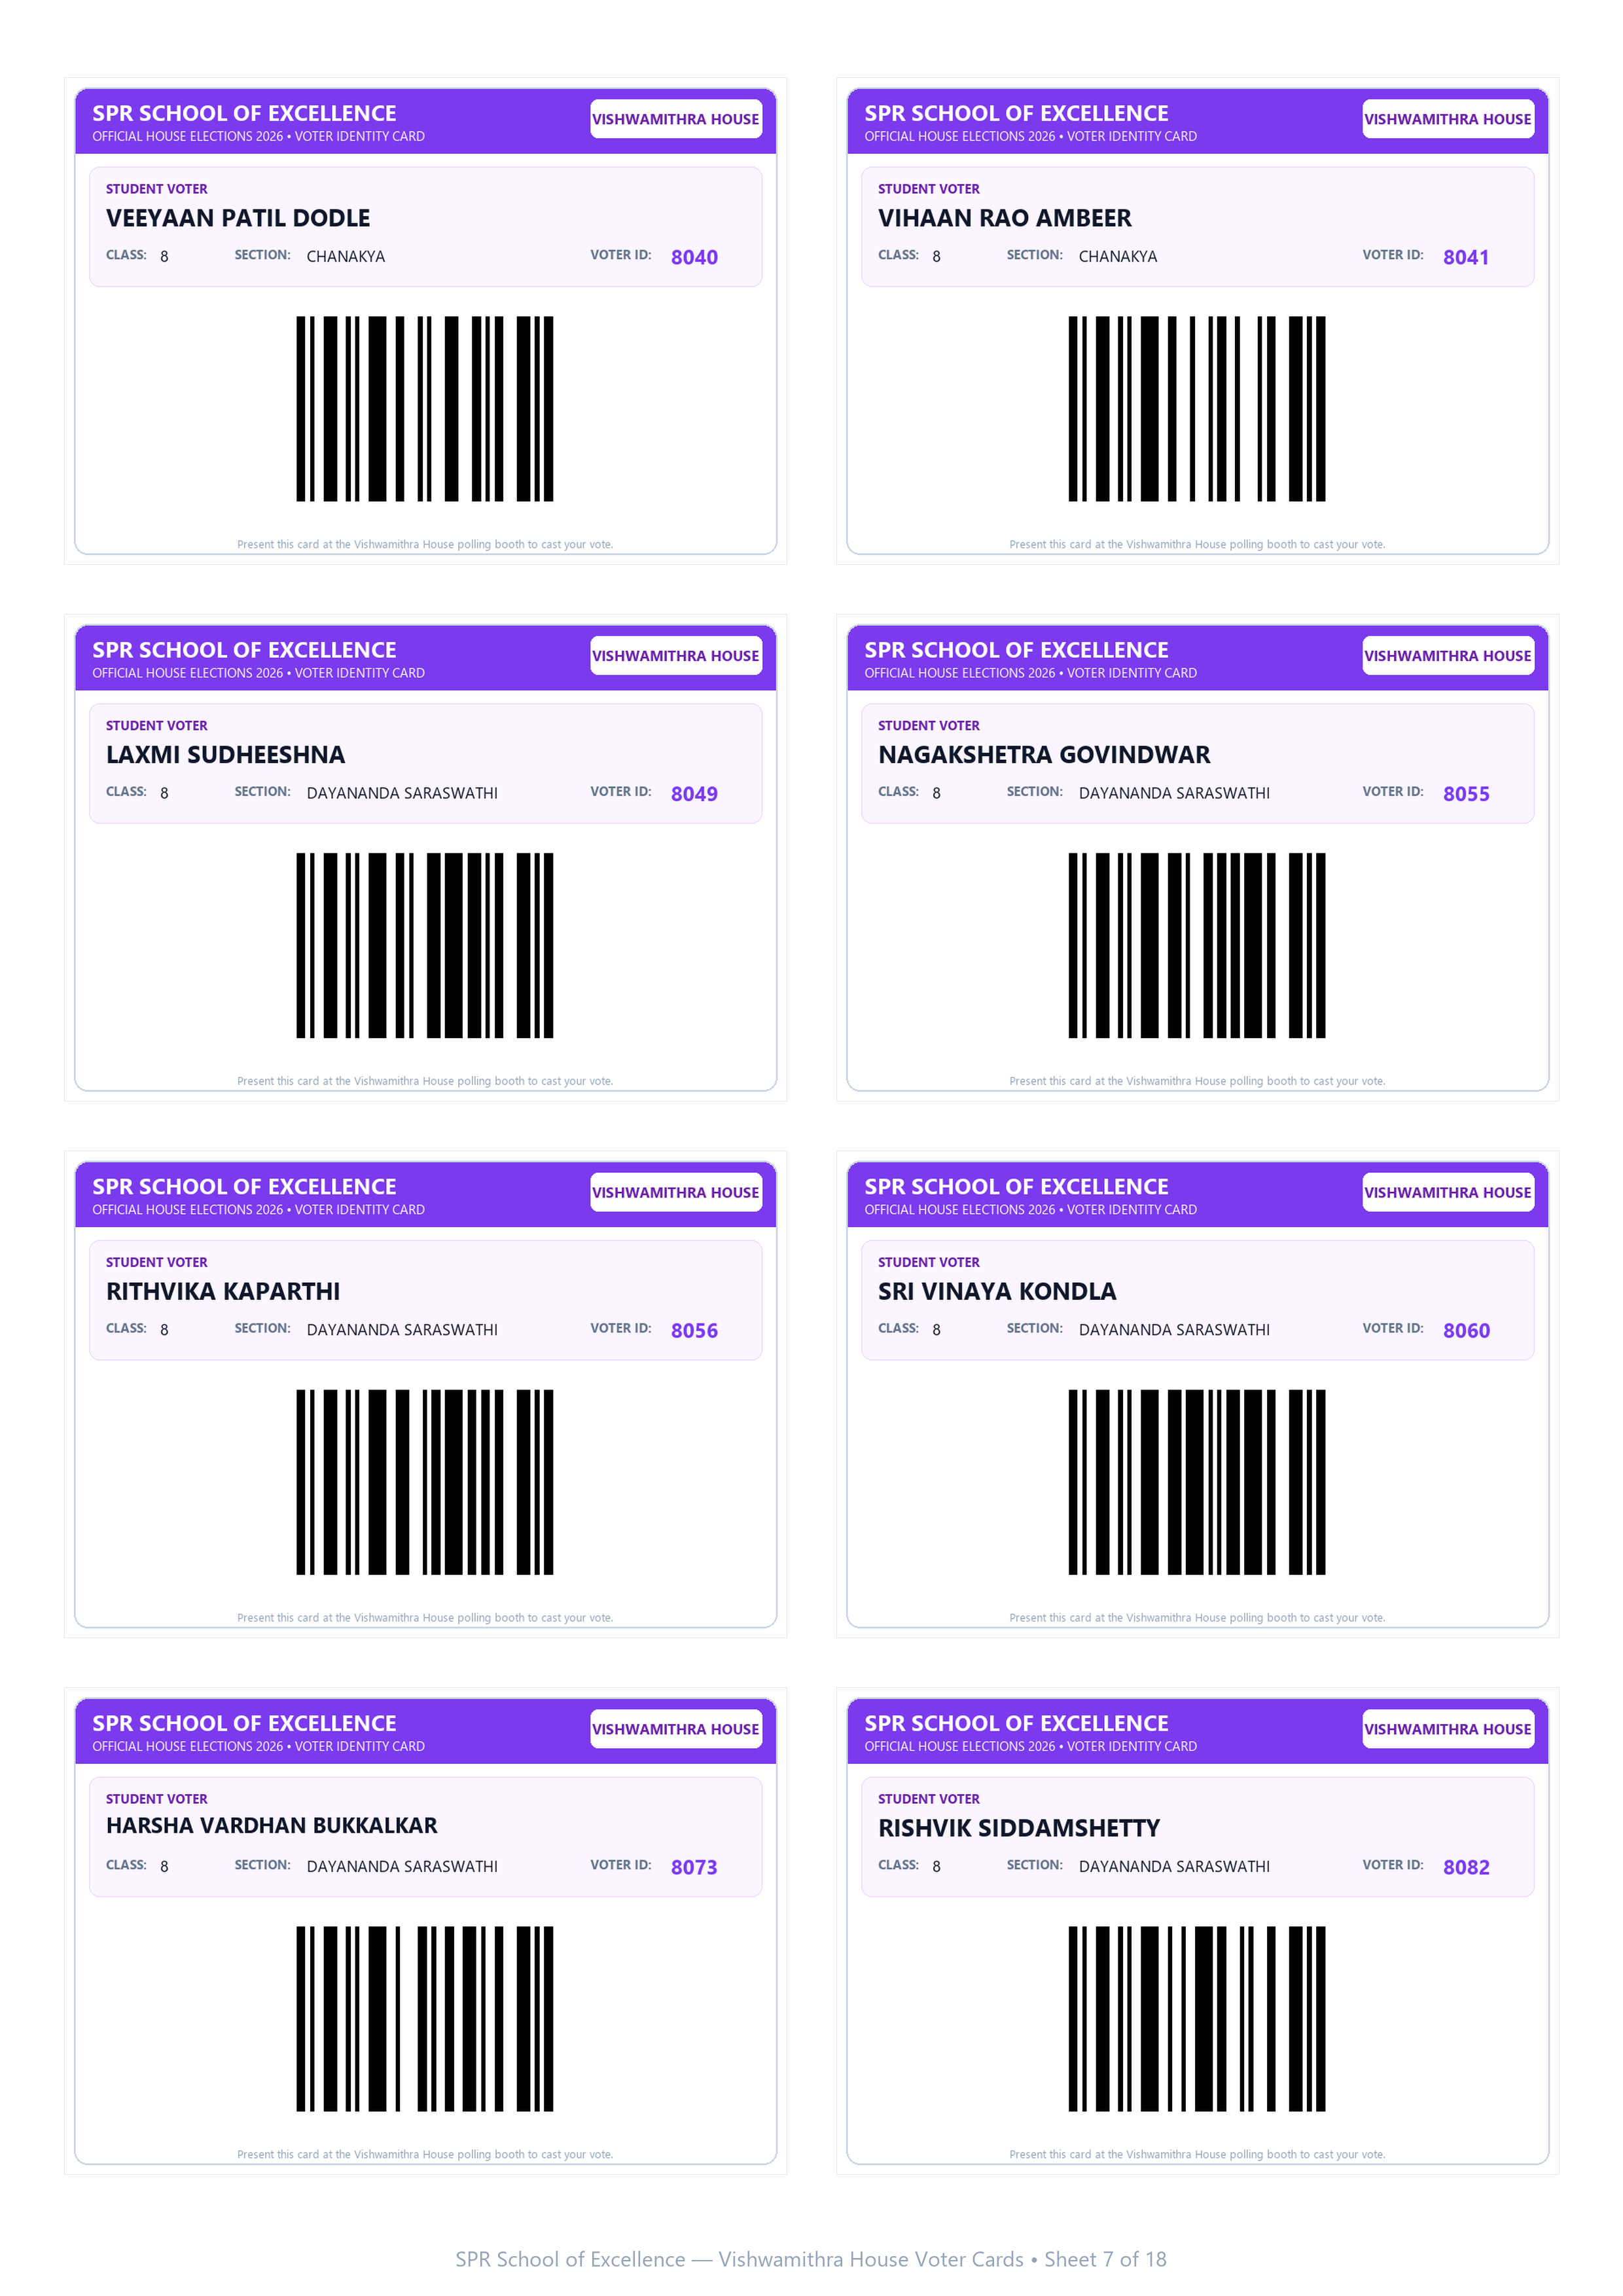 SPR SCHOOL OF EXCELLENCE
OFFICIAL HOUSE ELECTIONS 2026 • VOTER IDENTITY CARD
VISHWAMITHRA HOUSE
STUDENT VOTER
VEEYAAN PATIL DODLE
CLASS: 8 SECTION: CHANAKYA VOTER ID: 8040
Present this card at the Vishwamithra House polling booth to cast your vote.
SPR SCHOOL OF EXCELLENCE
OFFICIAL HOUSE ELECTIONS 2026 • VOTER IDENTITY CARD
VISHWAMITHRA HOUSE
STUDENT VOTER
VIHAAN RAO AMBEER
CLASS: 8 SECTION: CHANAKYA VOTER ID: 8041
Present this card at the Vishwamithra House polling booth to cast your vote.
SPR SCHOOL OF EXCELLENCE
OFFICIAL HOUSE ELECTIONS 2026 • VOTER IDENTITY CARD
VISHWAMITHRA HOUSE
STUDENT VOTER
LAXMI SUDHEESHNA
CLASS: 8 SECTION: DAYANANDA SARASWATHI VOTER ID: 8049
Present this card at the Vishwamithra House polling booth to cast your vote.
SPR SCHOOL OF EXCELLENCE
OFFICIAL HOUSE ELECTIONS 2026 • VOTER IDENTITY CARD
VISHWAMITHRA HOUSE
STUDENT VOTER
NAGAKSHETRA GOVINDWAR
CLASS: 8 SECTION: DAYANANDA SARASWATHI VOTER ID: 8055
Present this card at the Vishwamithra House polling booth to cast your vote.
SPR SCHOOL OF EXCELLENCE
OFFICIAL HOUSE ELECTIONS 2026 • VOTER IDENTITY CARD
VISHWAMITHRA HOUSE
STUDENT VOTER
RITHVIKA KAPARTHI
CLASS: 8 SECTION: DAYANANDA SARASWATHI VOTER ID: 8056
Present this card at the Vishwamithra House polling booth to cast your vote.
SPR SCHOOL OF EXCELLENCE
OFFICIAL HOUSE ELECTIONS 2026 • VOTER IDENTITY CARD
VISHWAMITHRA HOUSE
STUDENT VOTER
SRI VINAYA KONDLA
CLASS: 8 SECTION: DAYANANDA SARASWATHI VOTER ID: 8060
Present this card at the Vishwamithra House polling booth to cast your vote.
SPR SCHOOL OF EXCELLENCE
OFFICIAL HOUSE ELECTIONS 2026 • VOTER IDENTITY CARD
VISHWAMITHRA HOUSE
STUDENT VOTER
HARSHA VARDHAN BUKKALKAR
CLASS: 8 SECTION: DAYANANDA SARASWATHI VOTER ID: 8073
Present this card at the Vishwamithra House polling booth to cast your vote.
SPR SCHOOL OF EXCELLENCE
OFFICIAL HOUSE ELECTIONS 2026 • VOTER IDENTITY CARD
VISHWAMITHRA HOUSE
STUDENT VOTER
RISHVIK SIDDAMSHETTY
CLASS: 8 SECTION: DAYANANDA SARASWATHI VOTER ID: 8082
Present this card at the Vishwamithra House polling booth to cast your vote.
SPR School of Excellence — Vishwamithra House Voter Cards • Sheet 7 of 18